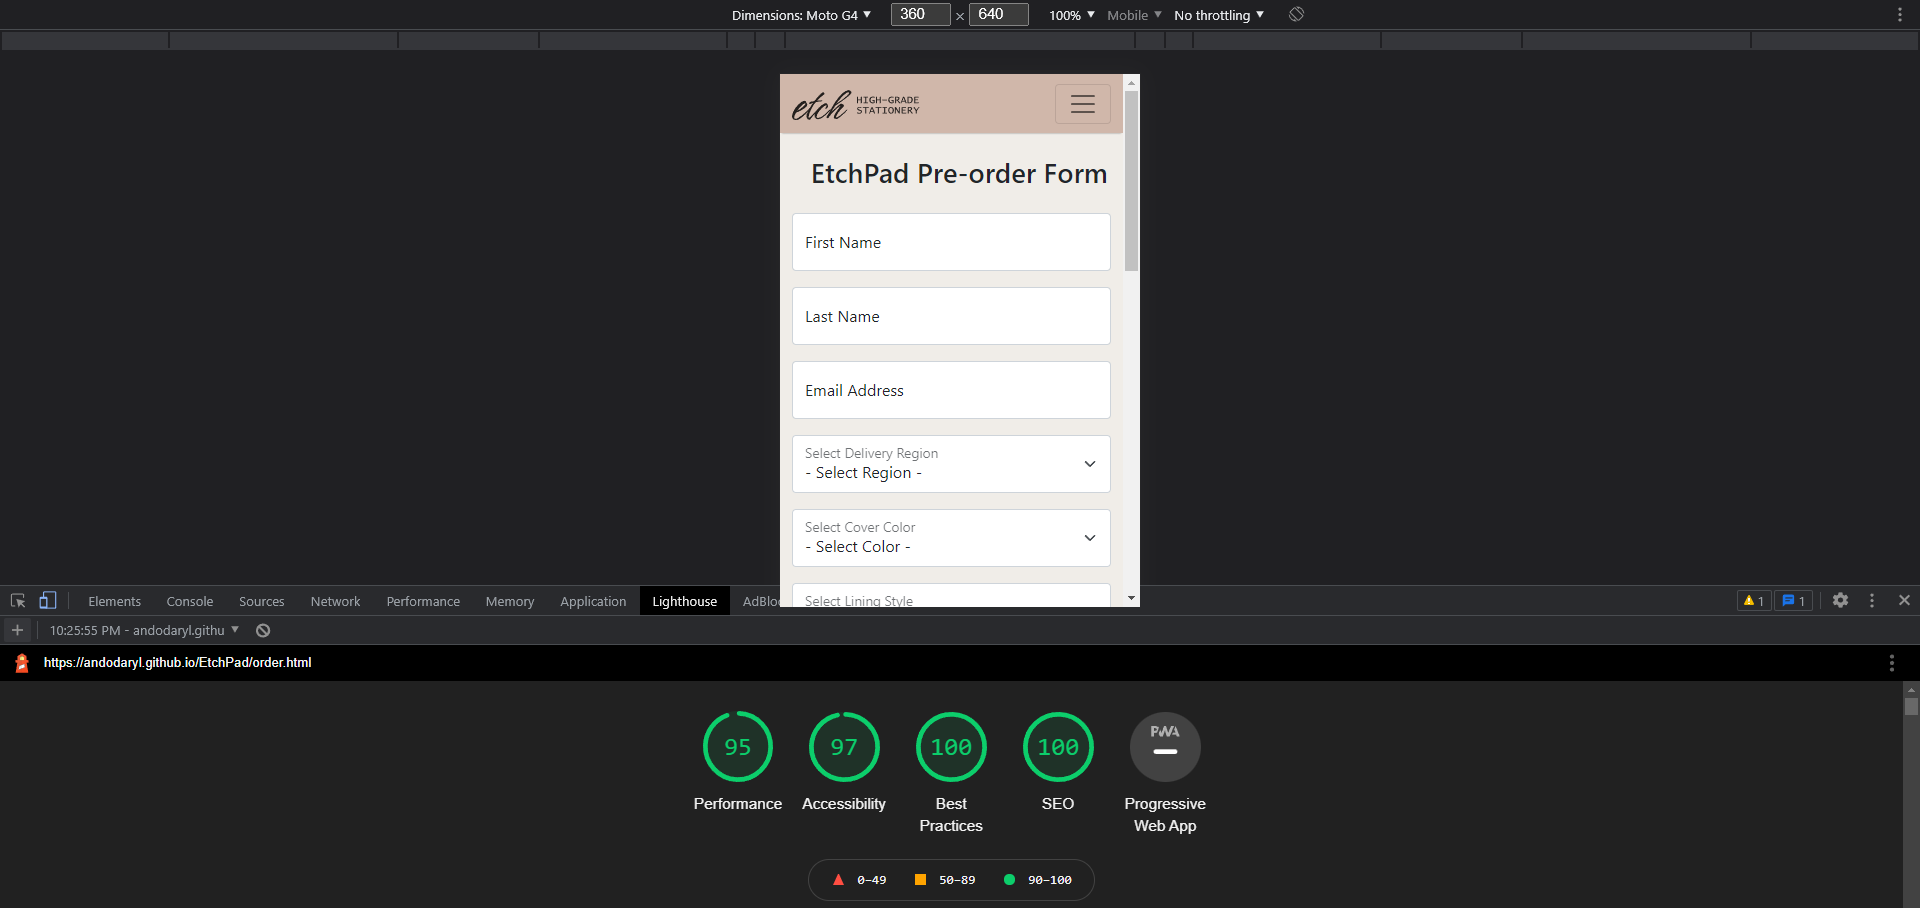 Dimensions: Moto G4 ▼ 360 × 640 100% ▼ Mobile ▼ No throttling ▼
etch HIGH-GRADE STATIONERY
EtchPad Pre-order Form
First Name
Last Name
Email Address
Select Delivery Region
- Select Region -
Select Cover Color
- Select Color -
Select Lining Style
Elements Console Sources Network Performance Memory Application Lighthouse AdBlo 1 1
10:25:55 PM - andodaryl.githu ▼
https://andodaryl.github.io/EtchPad/order.html
95 97 100 100 PWA
Performance Accessibility Best Practices SEO Progressive Web App
0–49 50–89 90–100